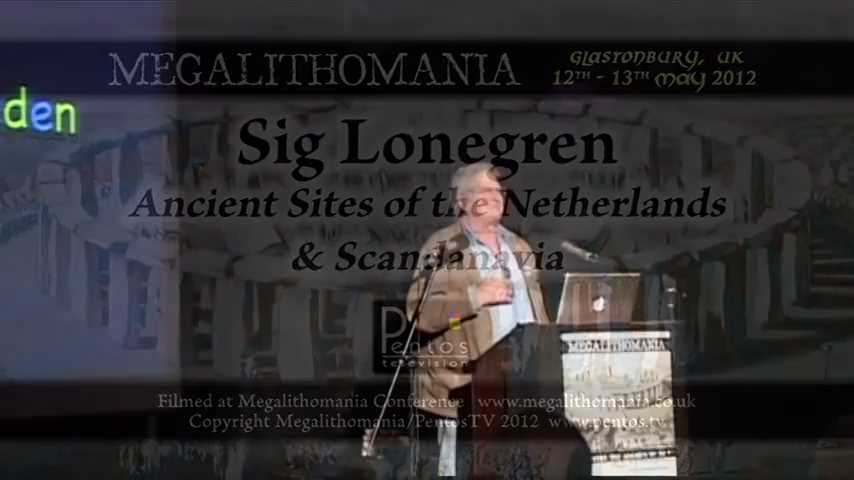 MEGALITHOMANIA
GLASTONBURY, UK
12TH - 13TH MAY 2012
den
Sig Lonegren
Ancient Sites of the Netherlands
& Scandanavia
Pentos
television
MEGALITHOMANIA
Filmed at Megalithomania Conference www.megalithomania.co.uk
Copyright Megalithomania/PentosTV 2012 www.pentos.tv